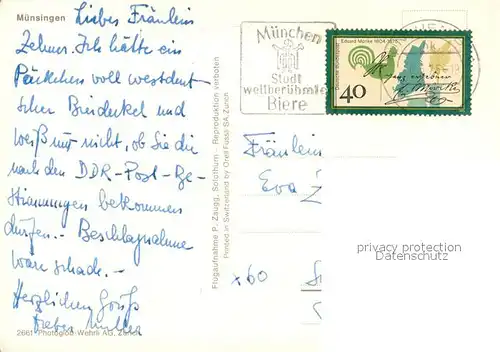 Münsingen
Liebes Fräulein
Zehner. Ich hätte ein
Päckchen voll westdeut-
scher Bierdeckel und
weiß nur nicht, ob Sie die
nach den DDR-Post-Be-
stimmungen bekommen
dürfen.- Beschlagnahme
wäre schade.-
Herzlichen Gruß
2661 Photoglob-Wehrli AG, Zürich
Flugaufnahme P. Zaugg, Solothurn - Reproduktion verboten
Printed in Switzerland by Orell Füssli SA, Zürich
München
Stadt
weltberühmter
Biere
Eduard Mörike 1804-1875
40
Fräulein
Eva
x60
privacy protection
Datenschutz